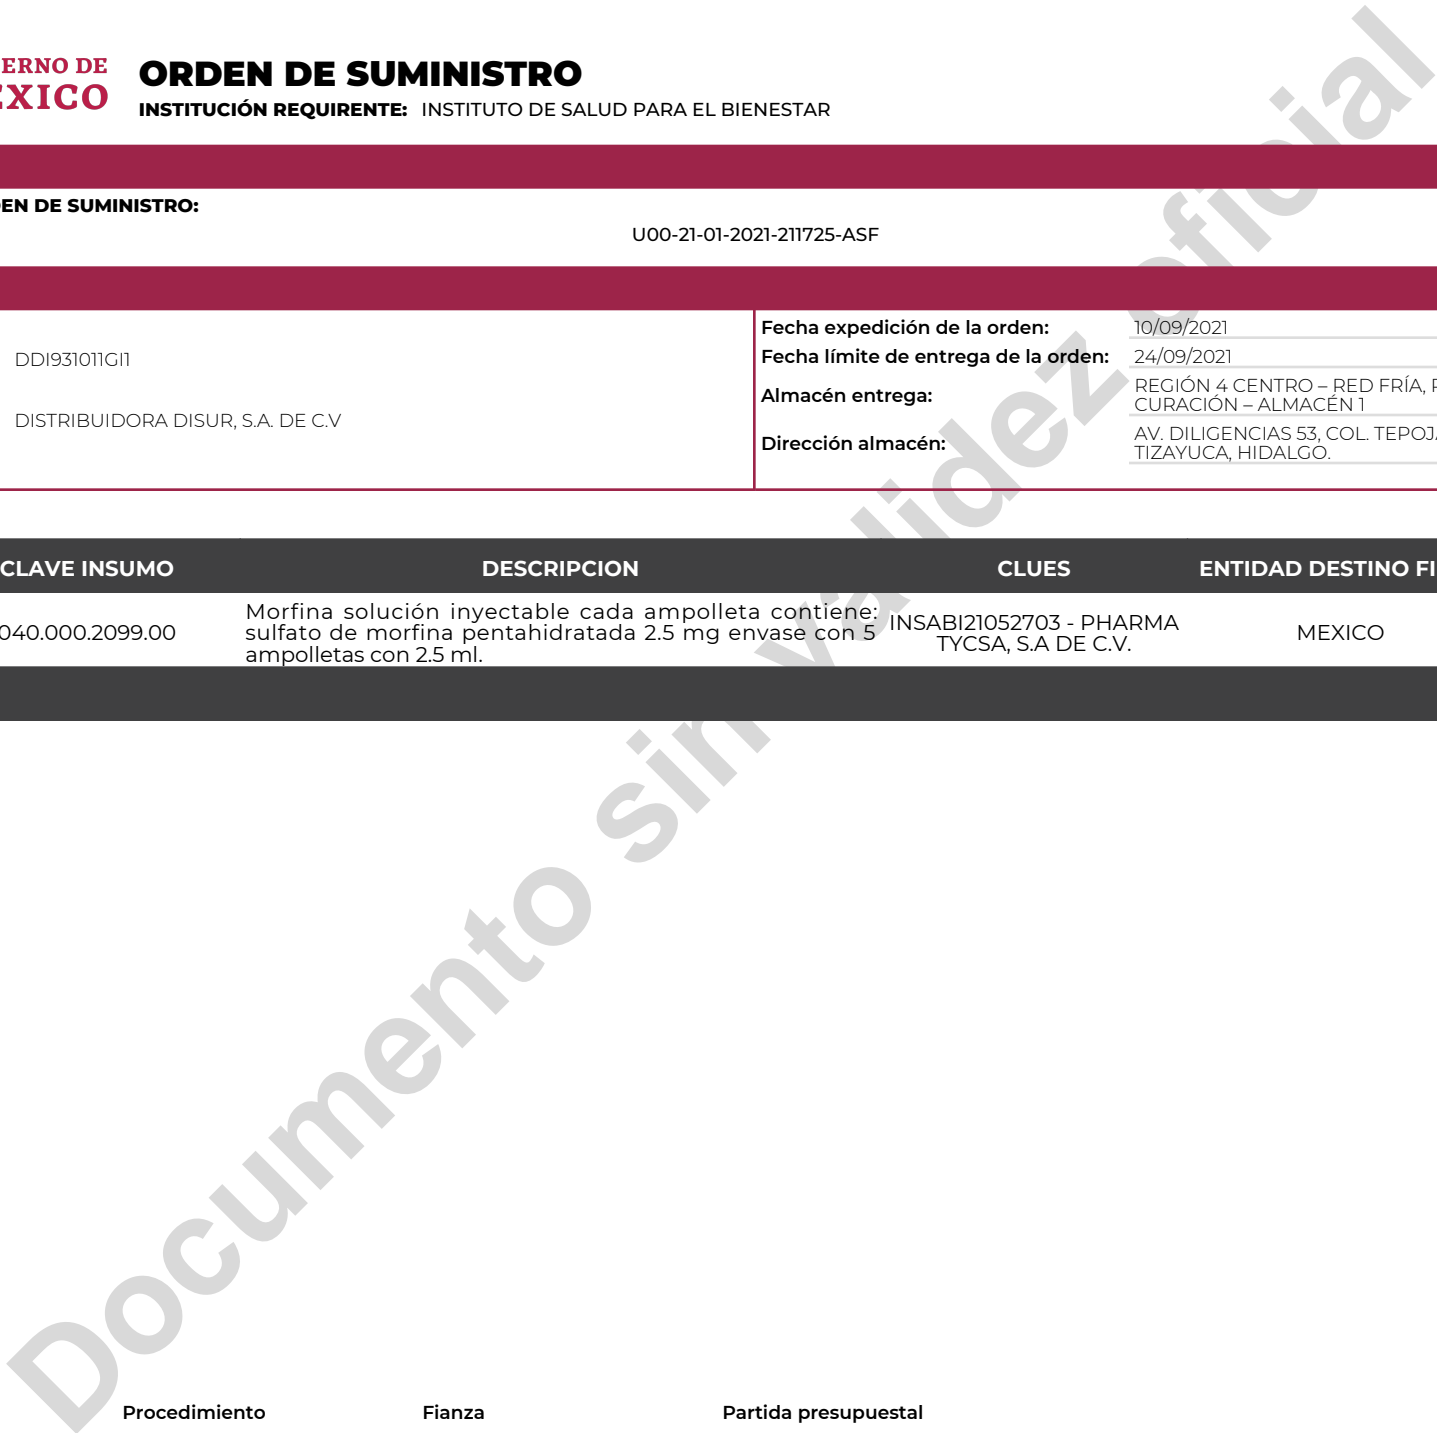 ERNO DE
EXICO
ORDEN DE SUMINISTRO
INSTITUCIÓN REQUIRENTE: INSTITUTO DE SALUD PARA EL BIENESTAR
EN DE SUMINISTRO:
U00-21-01-2021-211725-ASF
DDI931011GI1
DISTRIBUIDORA DISUR, S.A. DE C.V
Fecha expedición de la orden: 10/09/2021
Fecha límite de entrega de la orden: 24/09/2021
Almacén entrega: REGIÓN 4 CENTRO – RED FRÍA,
CURACIÓN – ALMACÉN 1
Dirección almacén: AV. DILIGENCIAS 53, COL. TEPOJ
TIZAYUCA, HIDALGO.
CLAVE INSUMO DESCRIPCION CLUES ENTIDAD DESTINO FI
040.000.2099.00
Morfina solución inyectable cada ampolleta contiene:
sulfato de morfina pentahidratada 2.5 mg envase con 5
ampolletas con 2.5 ml.
INSABI21052703 - PHARMA
TYCSA, S.A DE C.V.
MEXICO
Documento sin validez oficial
Procedimiento Fianza Partida presupuestal